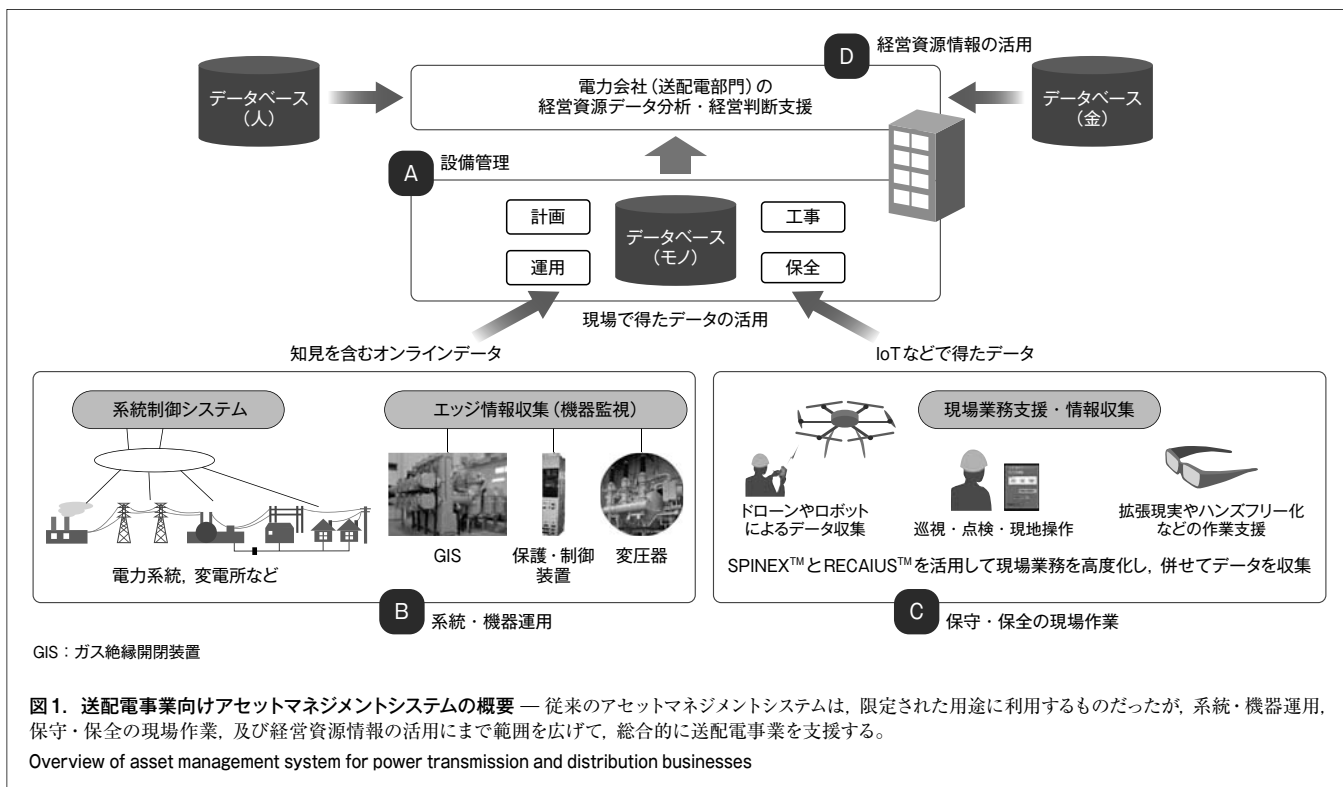 D 経営資源情報の活用
データベース
(人)
電力会社(送配電部門)の
経営資源データ分析・経営判断支援
データベース
(金)
A 設備管理
計画
運用
データベース
(モノ)
工事
保全
現場で得たデータの活用
知見を含むオンラインデータ
IoTなどで得たデータ
系統制御システム
電力系統,変電所など
エッジ情報収集(機器監視)
GIS
保護・制御
装置
変圧器
B 系統・機器運用
現場業務支援・情報収集
ドローンやロボット
によるデータ収集
巡視・点検・現地操作
拡張現実やハンズフリー化
などの作業支援
SPINEX™とRECAIUS™を活用して現場業務を高度化し,併せてデータを収集
C 保守・保全の現場作業
GIS:ガス絶縁開閉装置
図1. 送配電事業向けアセットマネジメントシステムの概要 — 従来のアセットマネジメントシステムは,限定された用途に利用するものだったが,系統・機器運用,
保守・保全の現場作業,及び経営資源情報の活用にまで範囲を広げて,総合的に送配電事業を支援する。
Overview of asset management system for power transmission and distribution businesses